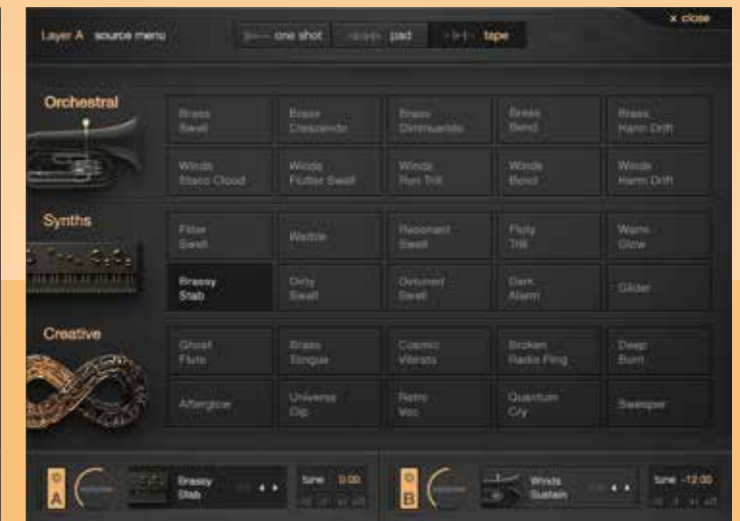 x close
Layer A source menu
one shot
pad
tape
Orchestral
Brass
Swell
Brass
Crescendo
Brass
Diminuendo
Brass
Bend
Brass
Harm Drift
Winds
Stacc Cloud
Winds
Flutter Swell
Winds
Run Trill
Winds
Bend
Winds
Harm Drift
Synths
Filter
Swell
Warble
Resonant
Swell
Fluty
Trill
Warm
Glow
Brassy
Stab
Dirty
Swell
Detuned
Swell
Dark
Alarm
Glider
Creative
Ghost
Flute
Brass
Tongue
Cosmic
Vibrato
Broken
Radio Ping
Deep
Burn
Afterglow
Universe
Dip
Retro
Vox
Quantum
Cry
Swooper
A
Brassy
Stab
tune 0.00
B
Winds
Sustain
tune -12.00